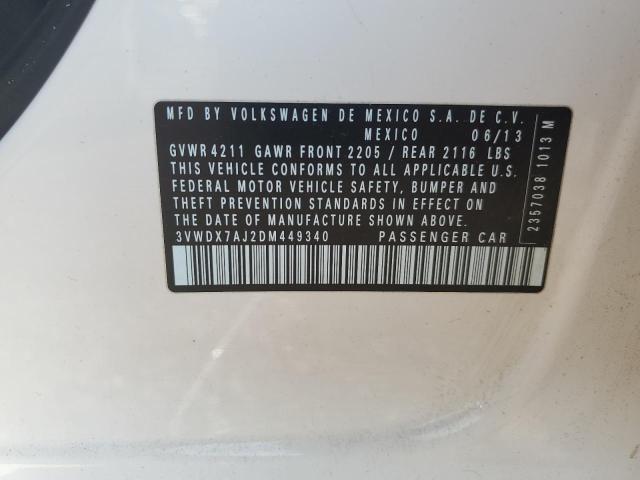 MFD BY VOLKSWAGEN DE MEXICO S.A. DE C.V.
MEXICO 06/13
GVWR 4211 GAWR FRONT 2205 / REAR 2116 LBS
THIS VEHICLE CONFORMS TO ALL APPLICABLE U.S.
FEDERAL MOTOR VEHICLE SAFETY, BUMPER AND
THEFT PREVENTION STANDARDS IN EFFECT ON
THE DATE OF MANUFACTURE SHOWN ABOVE.
3VWDX7AJ2DM449340 PASSENGER CAR
2357038 1013 M